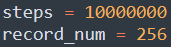 steps = 10000000
record_num = 256